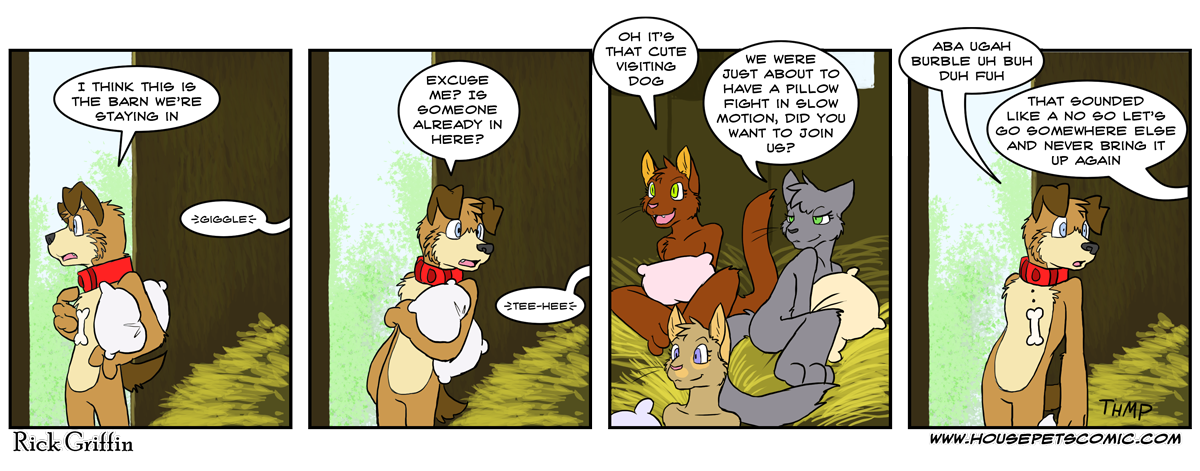 I THINK THIS IS
THE BARN WE'RE
STAYING IN
GIGGLE
EXCUSE
ME? IS
SOMEONE
ALREADY IN
HERE?
TEE-HEE
OH IT'S
THAT CUTE
VISITING
DOG
WE WERE
JUST ABOUT TO
HAVE A PILLOW
FIGHT IN SLOW
MOTION, DID YOU
WANT TO JOIN
US?
ABA UGAH
BURBLE UH BUH
DUH FUH
THAT SOUNDED
LIKE A NO SO LET'S
GO SOMEWHERE ELSE
AND NEVER BRING IT
UP AGAIN
THMP
Rick Griffin
WWW.HOUSEPETSCOMIC.COM